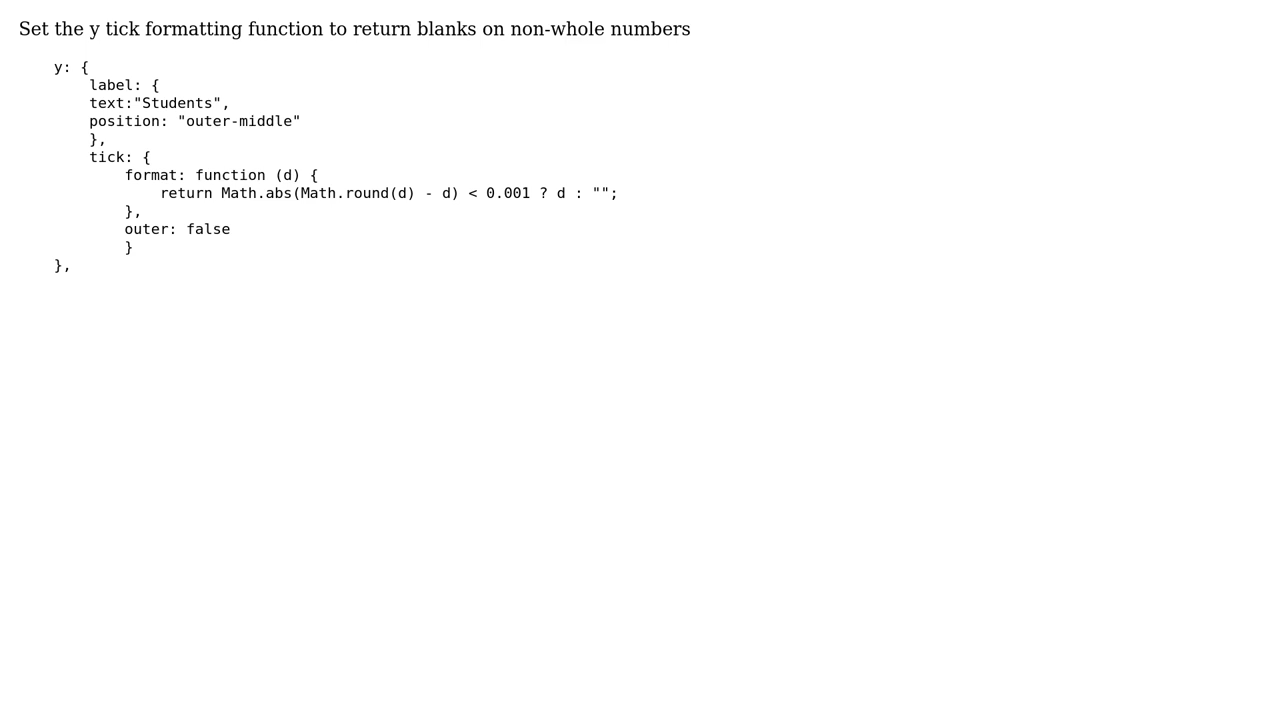 Set the y tick formatting function to return blanks on non-whole numbers
y: {
label: {
text:"Students",
position: "outer-middle"
},
tick: {
format: function (d) {
return Math.abs(Math.round(d) - d) < 0.001 ? d : "";
},
outer: false
}
},